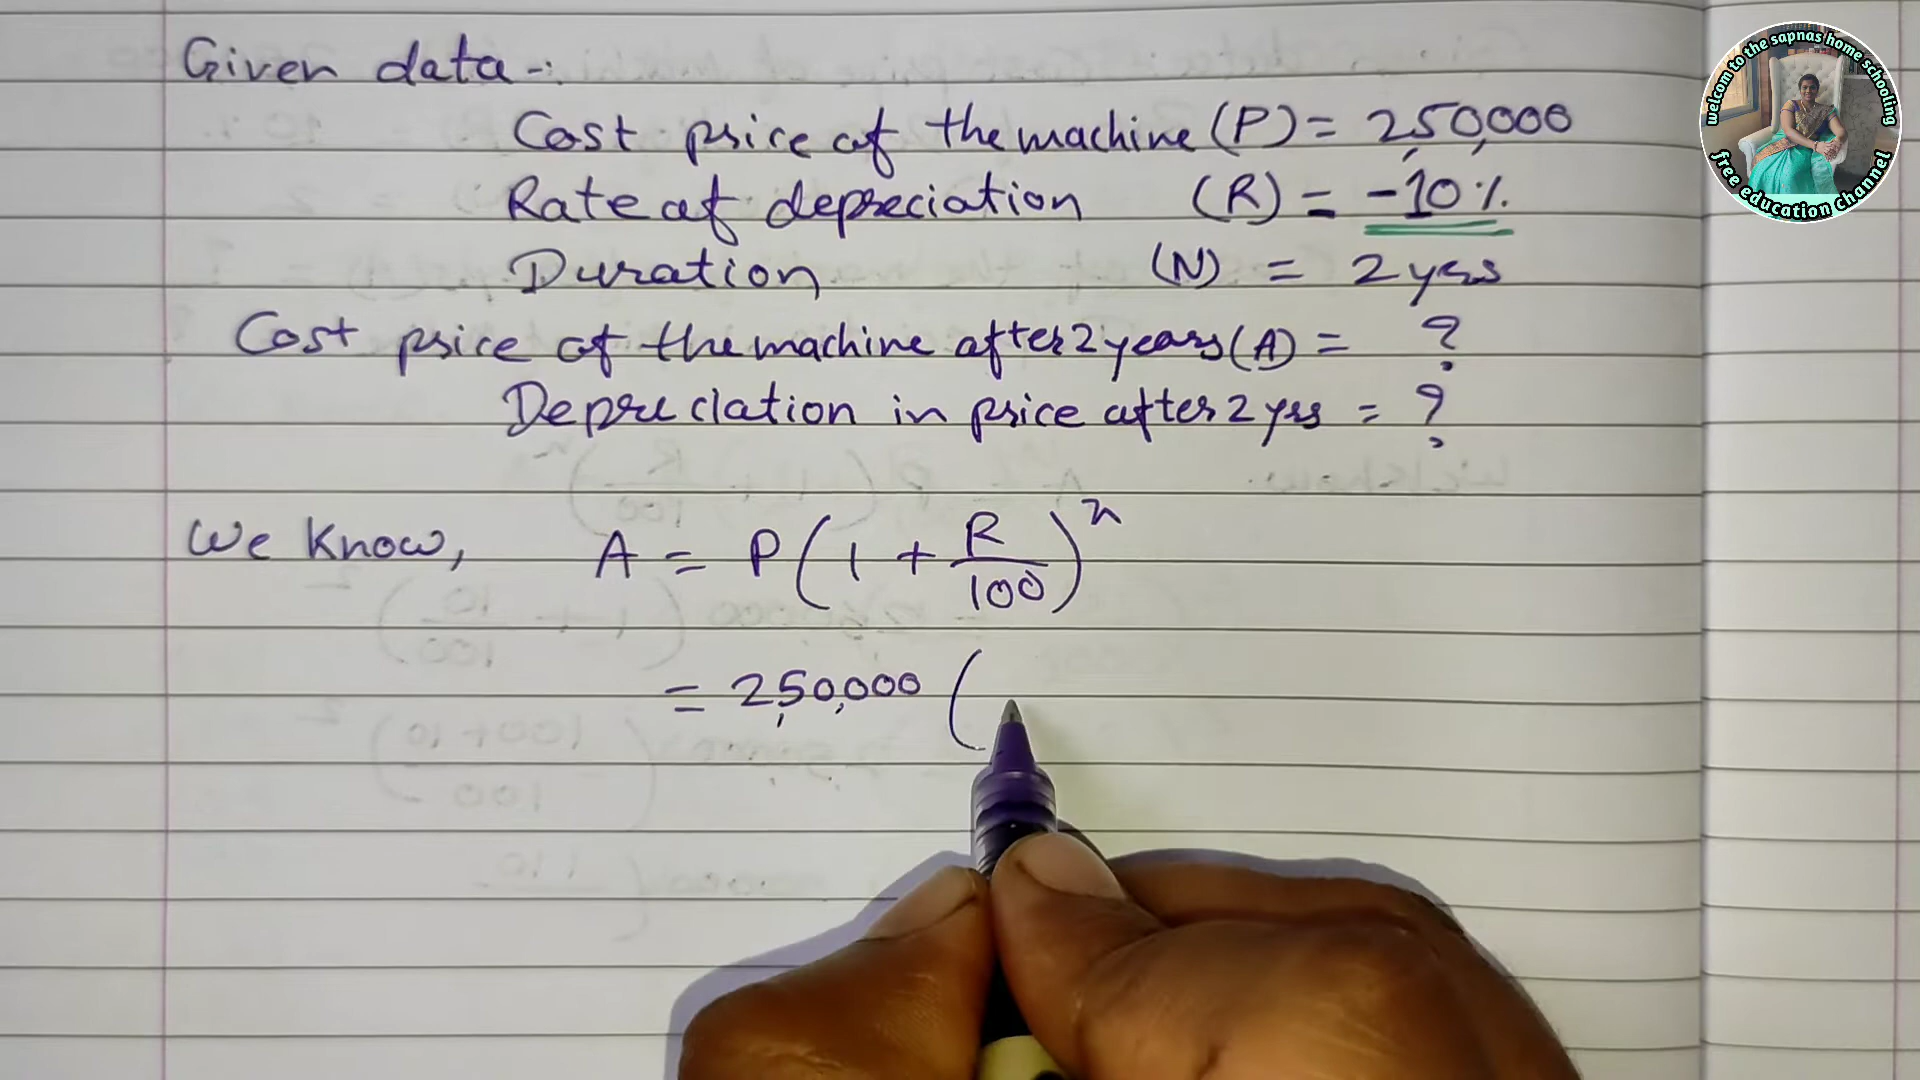 Given data -:
Cost price of the machine (P) = 2,50,000
Rate of depreciation (R) = -10%
Duration (N) = 2 yrs
Cost price of the machine after 2 years (A) = ?
Depreciation in price after 2 yrs = ?
We know, A = P(1 + R/100)^n
= 2,50,000 (
welcom to the sapnas home schooling
free education channel